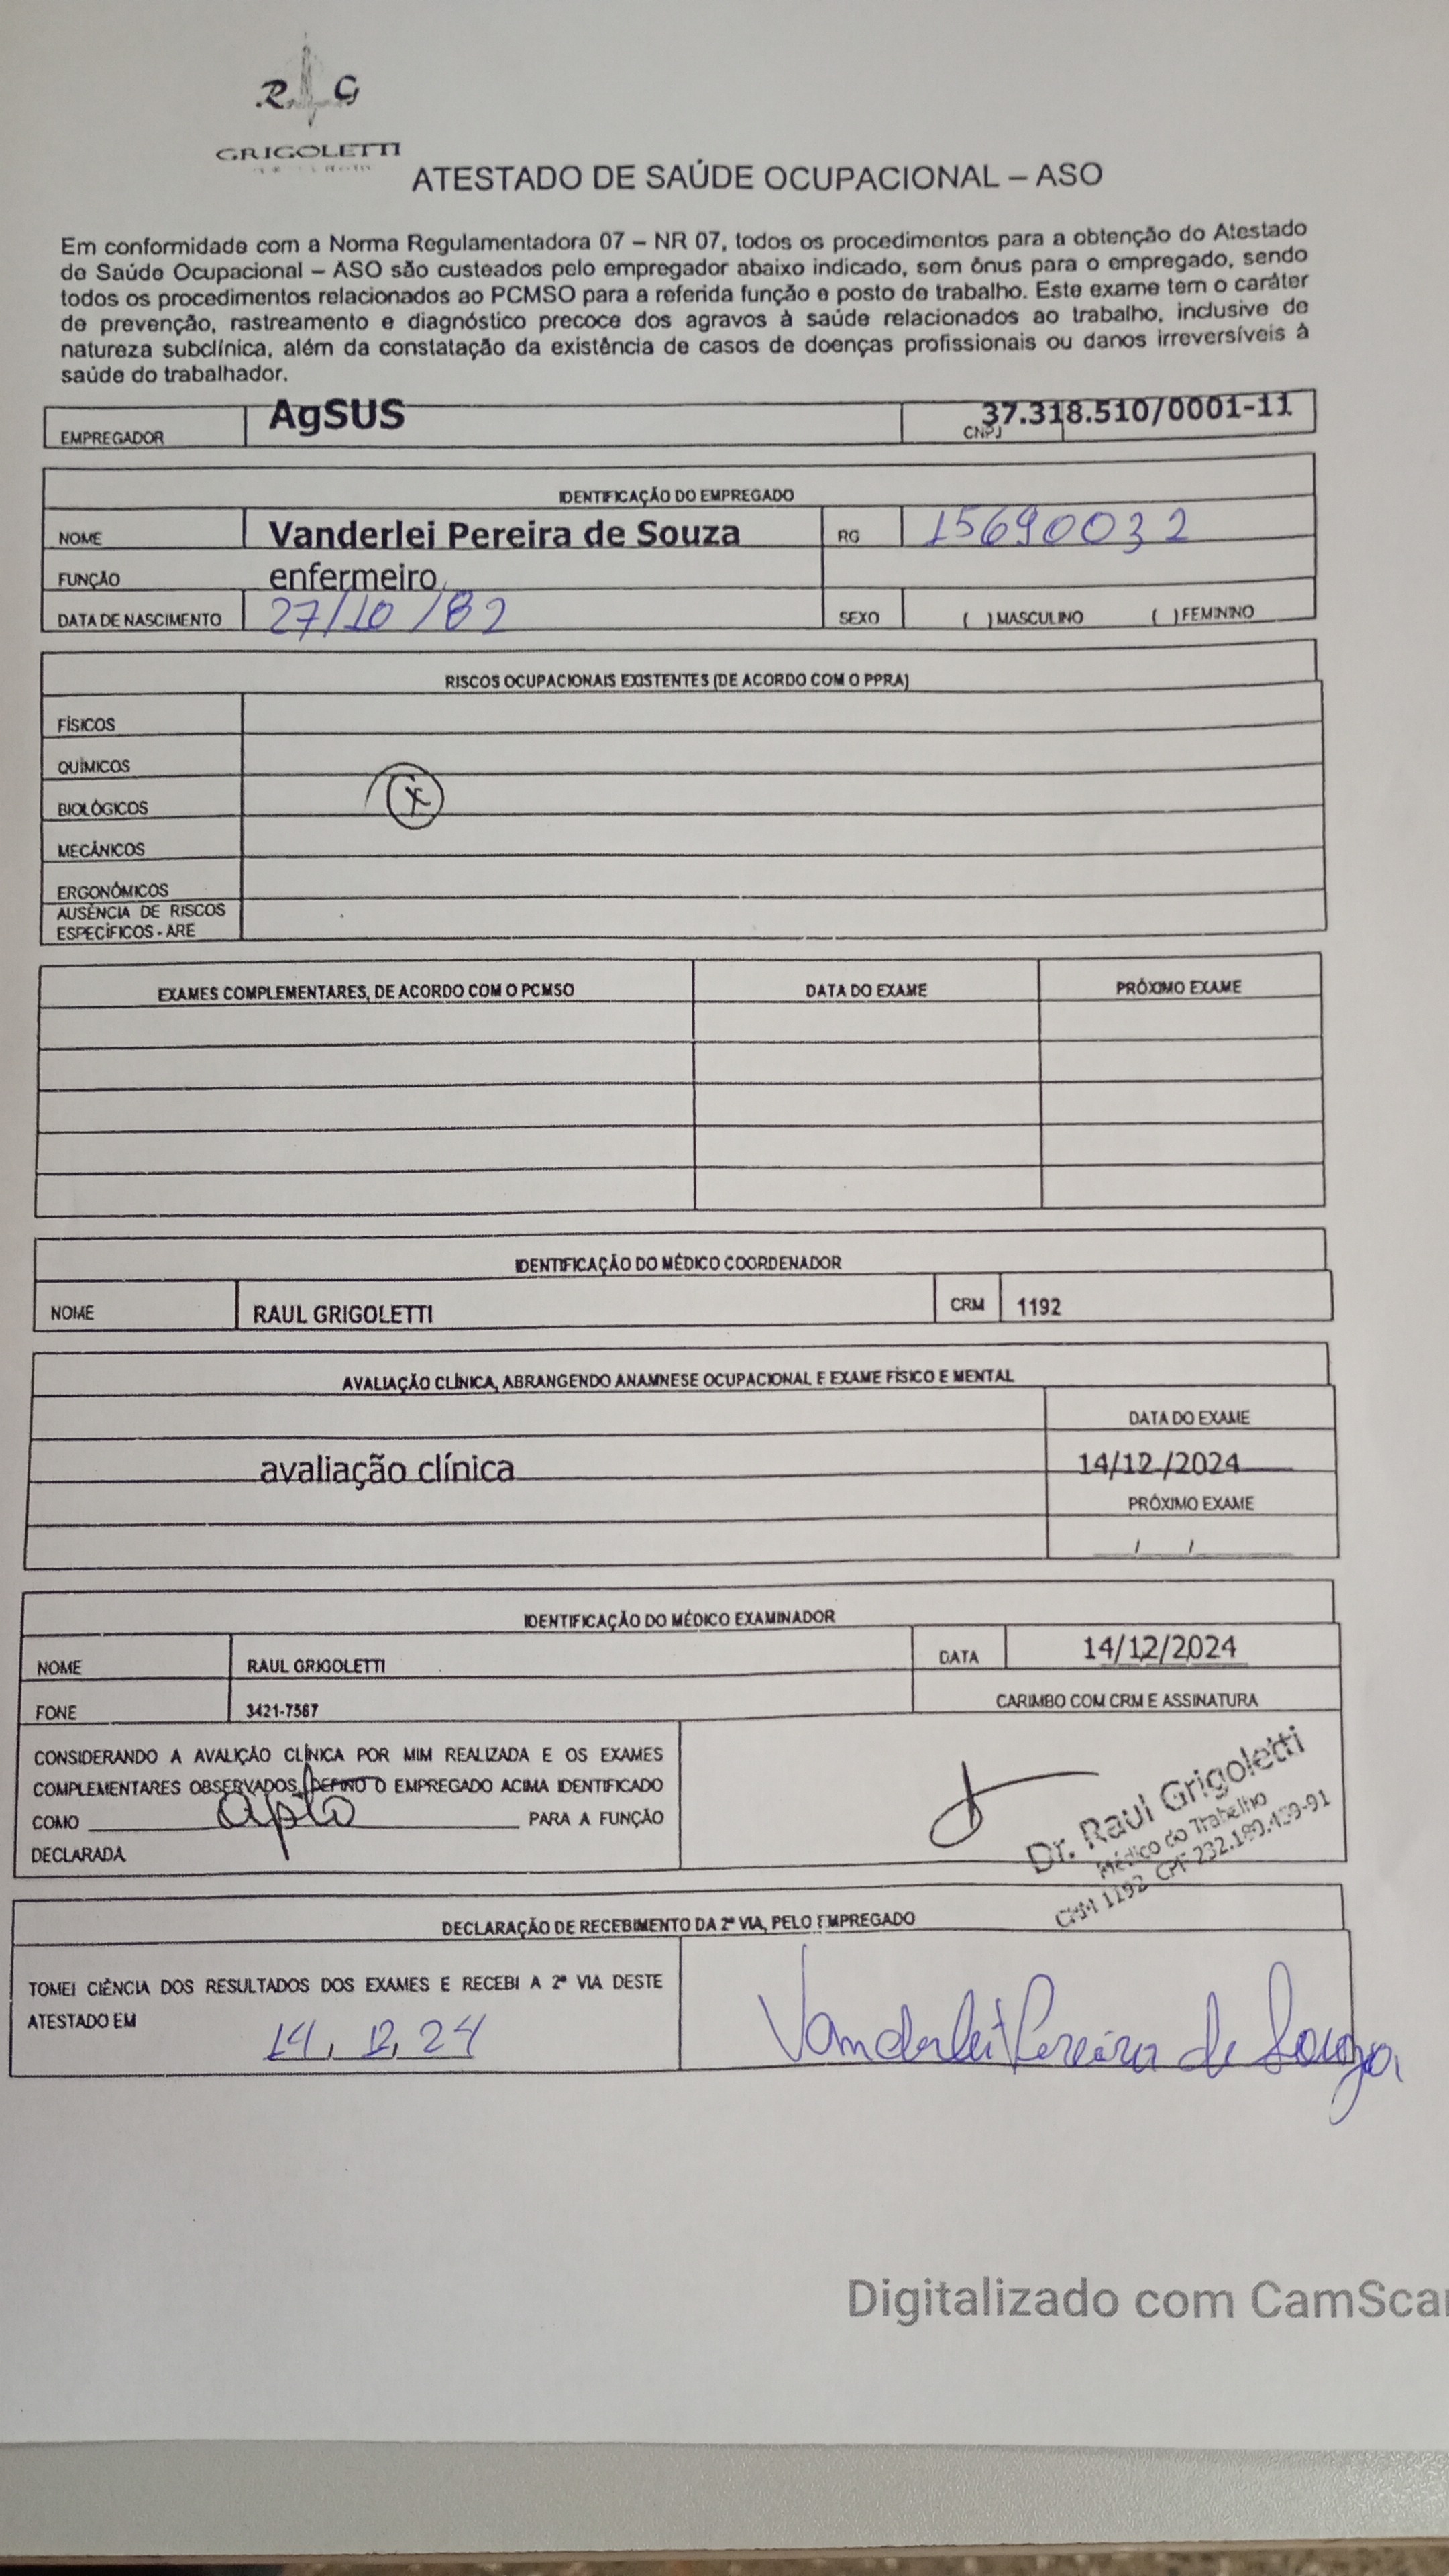 R G
GRIGOLETTI
ATESTADO DE SAÚDE OCUPACIONAL – ASO
Em conformidade com a Norma Regulamentadora 07 – NR 07, todos os procedimentos para a obtenção do Atestado
de Saúde Ocupacional – ASO são custeados pelo empregador abaixo indicado, sem ônus para o empregado, sendo
todos os procedimentos relacionados ao PCMSO para a referida função e posto de trabalho. Este exame tem o caráter
de prevenção, rastreamento e diagnóstico precoce dos agravos à saúde relacionados ao trabalho, inclusive de
natureza subclínica, além da constatação da existência de casos de doenças profissionais ou danos irreversíveis à
saúde do trabalhador.
EMPREGADOR AgSUS CNPJ 37.318.510/0001-11
IDENTIFICAÇÃO DO EMPREGADO
NOME Vanderlei Pereira de Souza RG 15690032
FUNÇÃO enfermeiro
DATA DE NASCIMENTO 27/10/82 SEXO ( ) MASCULINO ( ) FEMININO
RISCOS OCUPACIONAIS EXISTENTES (DE ACORDO COM O PPRA)
FÍSICOS
QUÍMICOS
BIOLÓGICOS X
MECÂNICOS
ERGONÔMICOS
AUSÊNCIA DE RISCOS
ESPECÍFICOS - ARE
EXAMES COMPLEMENTARES, DE ACORDO COM O PCMSO DATA DO EXAME PRÓXIMO EXAME
IDENTIFICAÇÃO DO MÉDICO COORDENADOR
NOME RAUL GRIGOLETTI CRM 1192
AVALIAÇÃO CLÍNICA, ABRANGENDO ANAMNESE OCUPACIONAL E EXAME FÍSICO E MENTAL
DATA DO EXAME
avaliação clínica 14/12/2024
PRÓXIMO EXAME
/ /
IDENTIFICAÇÃO DO MÉDICO EXAMINADOR
NOME RAUL GRIGOLETTI DATA 14/12/2024
FONE 3421-7567 CARIMBO COM CRM E ASSINATURA
CONSIDERANDO A AVALIÇÃO CLÍNICA POR MIM REALIZADA E OS EXAMES
COMPLEMENTARES OBSERVADOS, DEFINO O EMPREGADO ACIMA IDENTIFICADO
COMO apto PARA A FUNÇÃO
DECLARADA
Dr. Raul Grigoletti
Médico do Trabalho
CRM 1192 CPF 232.180.459-91
DECLARAÇÃO DE RECEBIMENTO DA 2ª VIA, PELO EMPREGADO
TOMEI CIÊNCIA DOS RESULTADOS DOS EXAMES E RECEBI A 2ª VIA DESTE
ATESTADO EM 14, 12, 24
Vanderlei Pereira de Souza
Digitalizado com CamScan